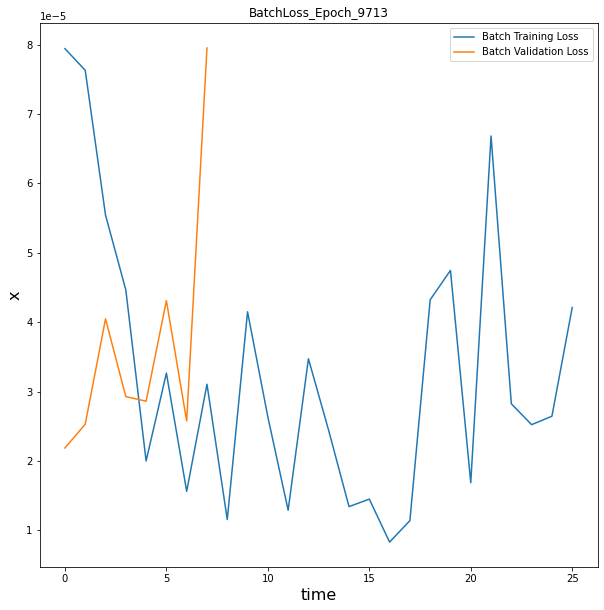 BatchLoss_Epoch_9713
1e−5
Batch Training Loss
Batch Validation Loss
8
7
6
5
4
3
2
1
x
0 5 10 15 20 25
time